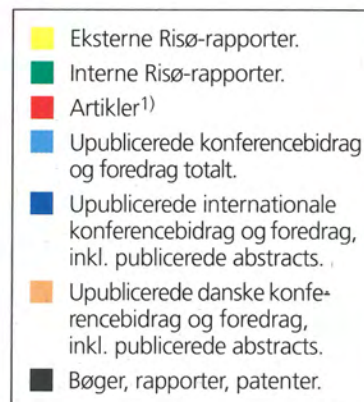 Eksterne Risø-rapporter.
Interne Risø-rapporter.
Artikler1)
Upublicerede konferencebidrag
og foredrag totalt.
Upublicerede internationale
konferencebidrag og foredrag,
inkl. publicerede abstracts.
Upublicerede danske konfe-
rencebidrag og foredrag,
inkl. publicerede abstracts.
Bøger, rapporter, patenter.